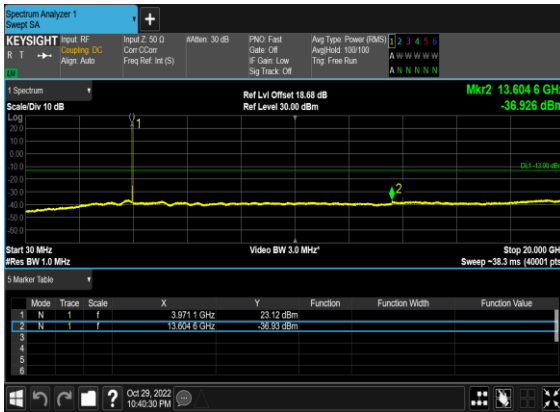 Spectrum Analyzer 1
Swept SA
KEYSIGHT Input: RF Input Z: 50 Ω #Atten: 30 dB PNO: Fast Avg Type: Power (RMS) 1 2 3 4 5 6
R T Coupling: DC Corr CCorr Gate: Off Avg|Hold: 100/100 A W W W W W
Align: Auto Freq Ref: Int (S) IF Gain: Low Trig: Free Run
Sig Track: Off A N N N N N
1 Spectrum Ref Lvl Offset 18.68 dB Mkr2 13.604 6 GHz
Scale/Div 10 dB Ref Level 30.00 dBm -36.926 dBm
Log
20.0
10.0
0.00
-10.0
-20.0
-30.0
-40.0
-50.0
-60.0
1
DL1 -13.00 dBm
2
Start 30 MHz Video BW 3.0 MHz* Stop 20.000 GHz
#Res BW 1.0 MHz Sweep ~38.3 ms (40001 pts)
5 Marker Table
Mode Trace Scale X Y Function Function Width Function Value
1 N 1 f 3.971 1 GHz 23.12 dBm
2 N 1 f 13.604 6 GHz -36.93 dBm
3
4
5
6
? Oct 29, 2022
10:40:30 PM